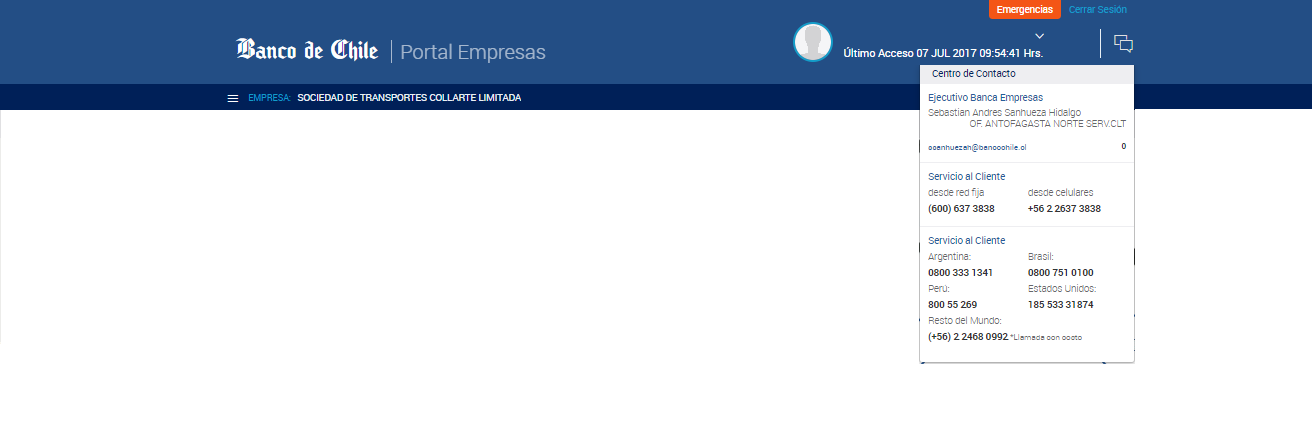 Emergencias Cerrar Sesión
Banco de Chile Portal Empresas
Último Acceso 07 JUL 2017 09:54:41 Hrs.
Centro de Contacto
EMPRESA: SOCIEDAD DE TRANSPORTES COLLARTE LIMITADA
Ejecutivo Banca Empresas
Sebastian Andres Sanhueza Hidalgo
OF. ANTOFAGASTA NORTE SERV.CLT
osanhuezah@bancochile.cl 0
Servicio al Cliente
desde red fija desde celulares
(600) 637 3838 +56 2 2637 3838
Servicio al Cliente
Argentina: Brasil:
0800 333 1341 0800 751 0100
Perú: Estados Unidos:
800 55 269 185 533 31874
Resto del Mundo:
(+56) 2 2468 0992 *Llamada con costo